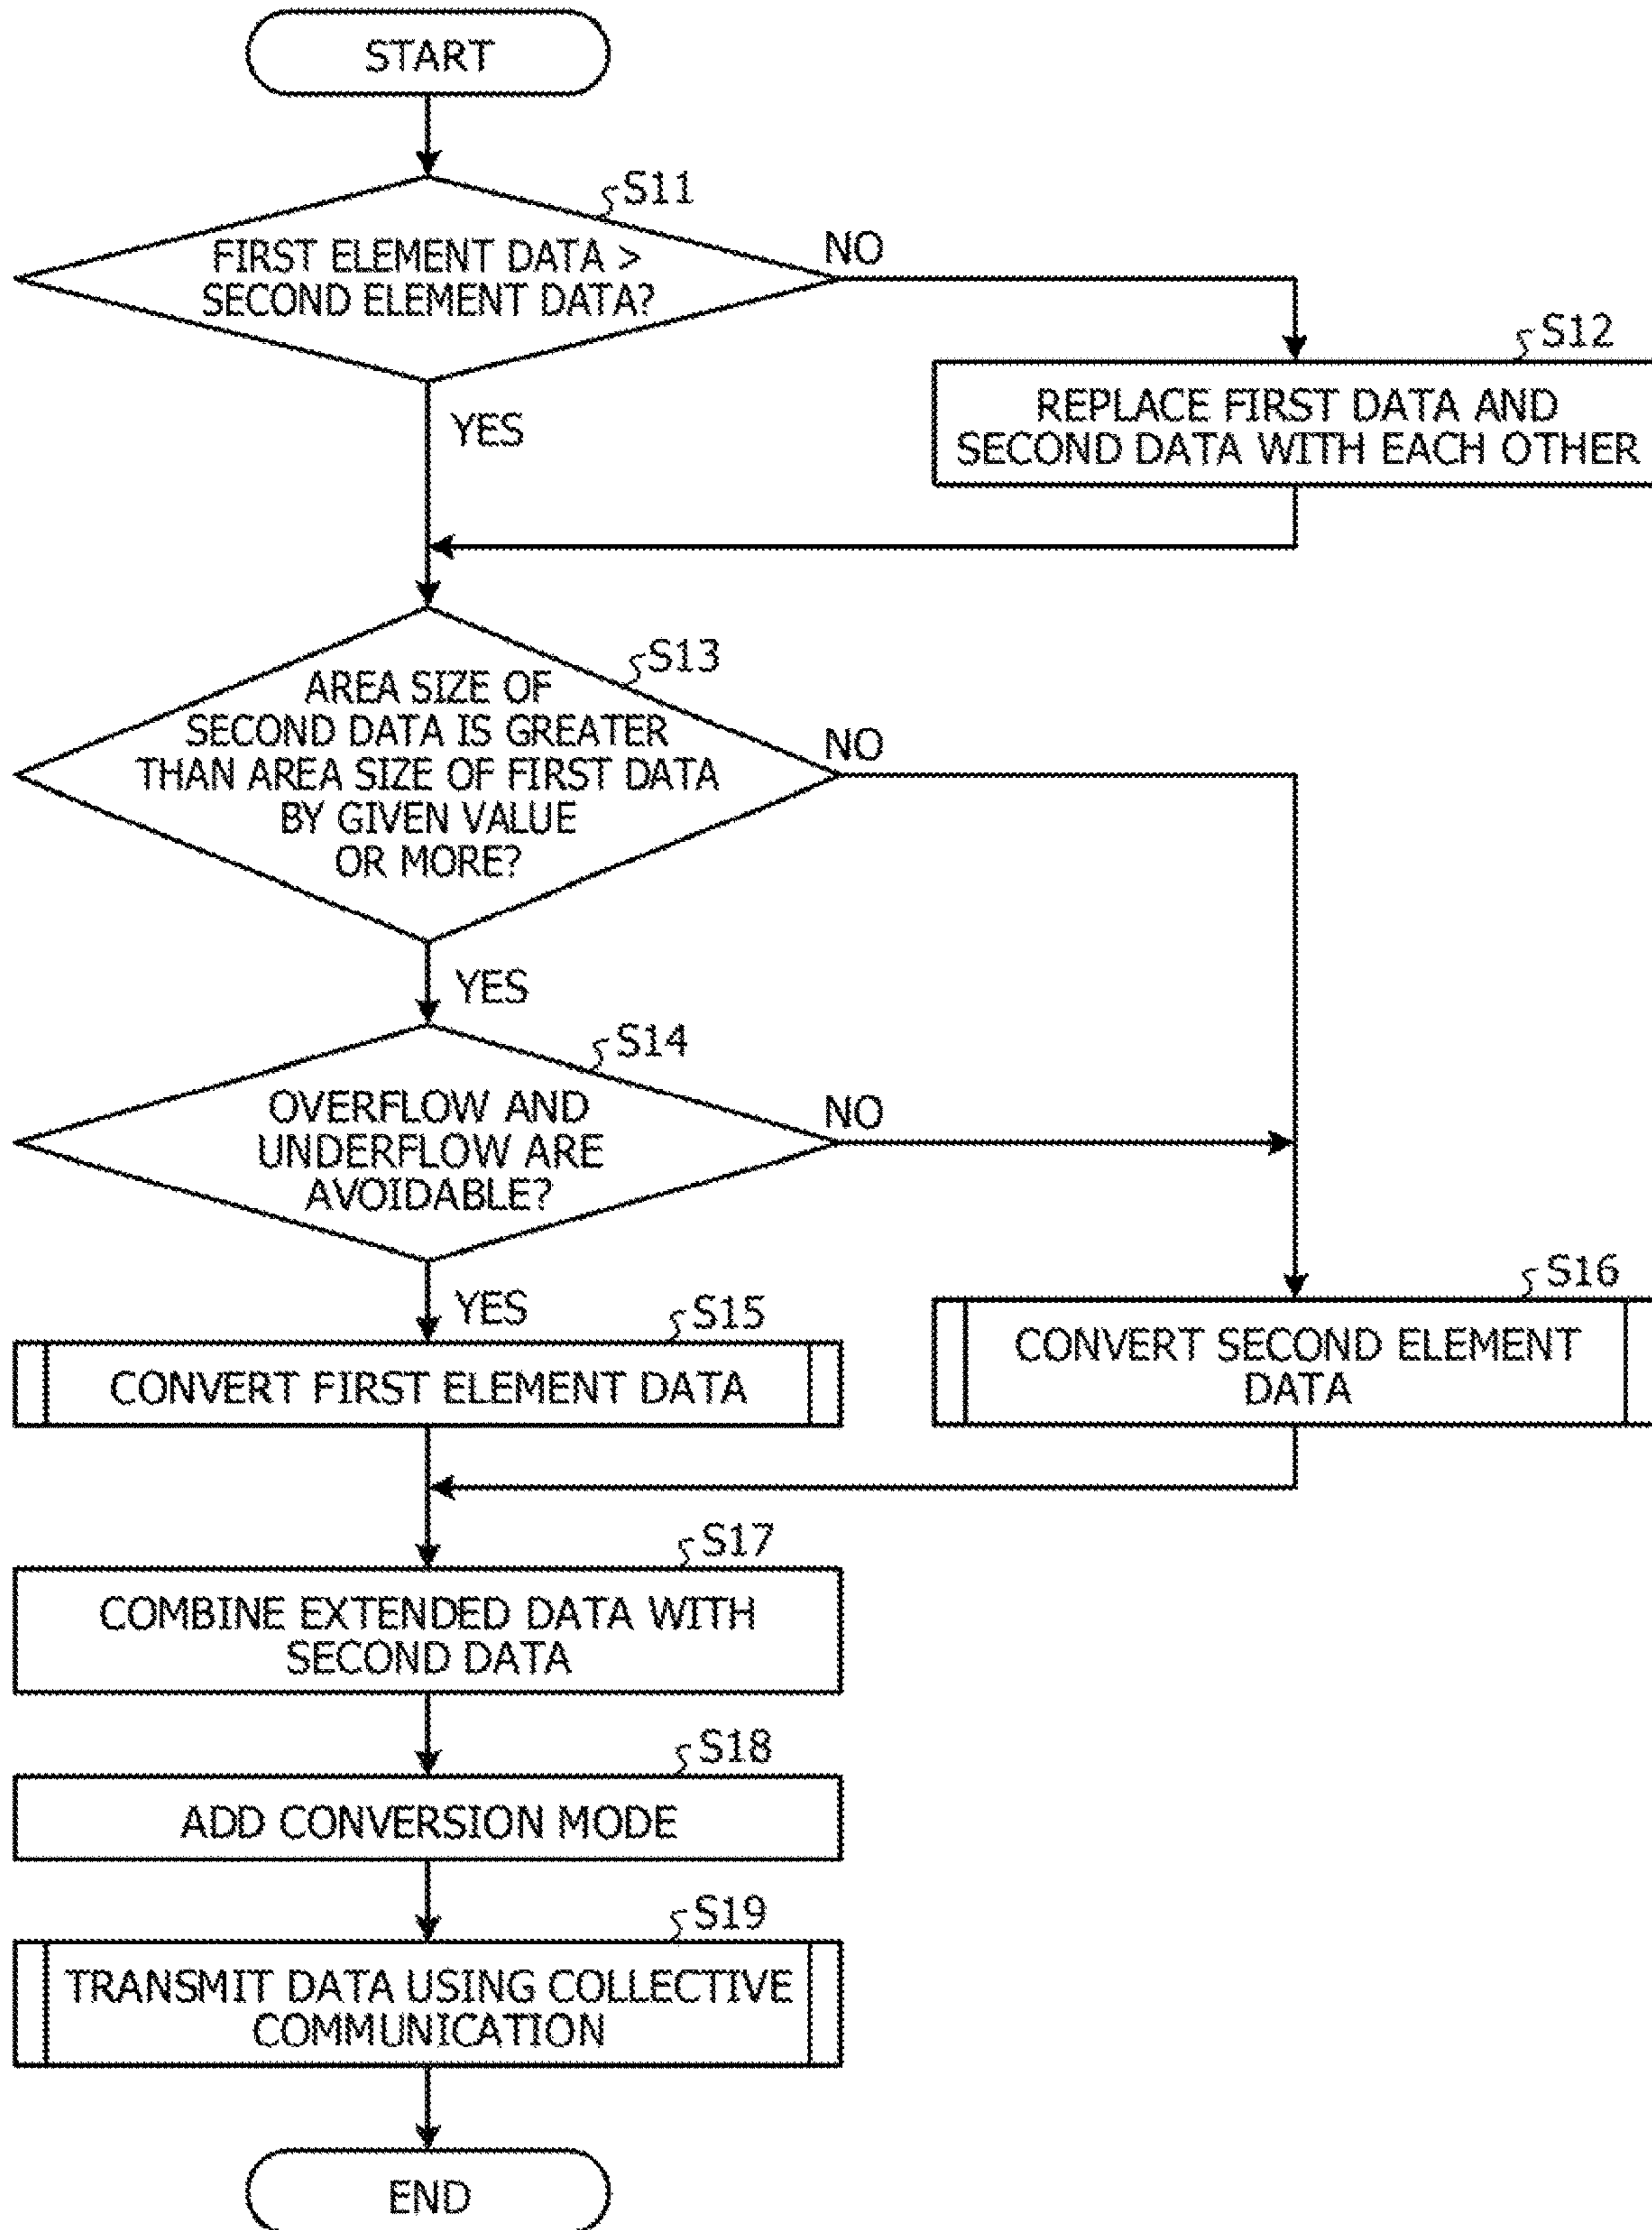 START
S11
FIRST ELEMENT DATA >
SECOND ELEMENT DATA?
NO
S12
REPLACE FIRST DATA AND
SECOND DATA WITH EACH OTHER
YES
S13
AREA SIZE OF
SECOND DATA IS GREATER
THAN AREA SIZE OF FIRST DATA
BY GIVEN VALUE
OR MORE?
NO
YES
S14
OVERFLOW AND
UNDERFLOW ARE
AVOIDABLE?
NO
YES
S15
CONVERT FIRST ELEMENT DATA
S16
CONVERT SECOND ELEMENT
DATA
S17
COMBINE EXTENDED DATA WITH
SECOND DATA
S18
ADD CONVERSION MODE
S19
TRANSMIT DATA USING COLLECTIVE
COMMUNICATION
END